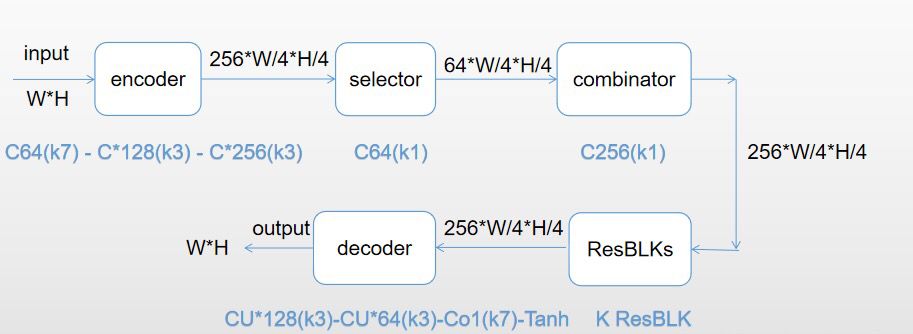 input
W*H
encoder
256*W/4*H/4
selector
64*W/4*H/4
combinator
C64(k7) - C*128(k3) - C*256(k3)
C64(k1)
C256(k1)
256*W/4*H/4
ResBLKs
256*W/4*H/4
decoder
output
W*H
CU*128(k3)-CU*64(k3)-Co1(k7)-Tanh
K ResBLK